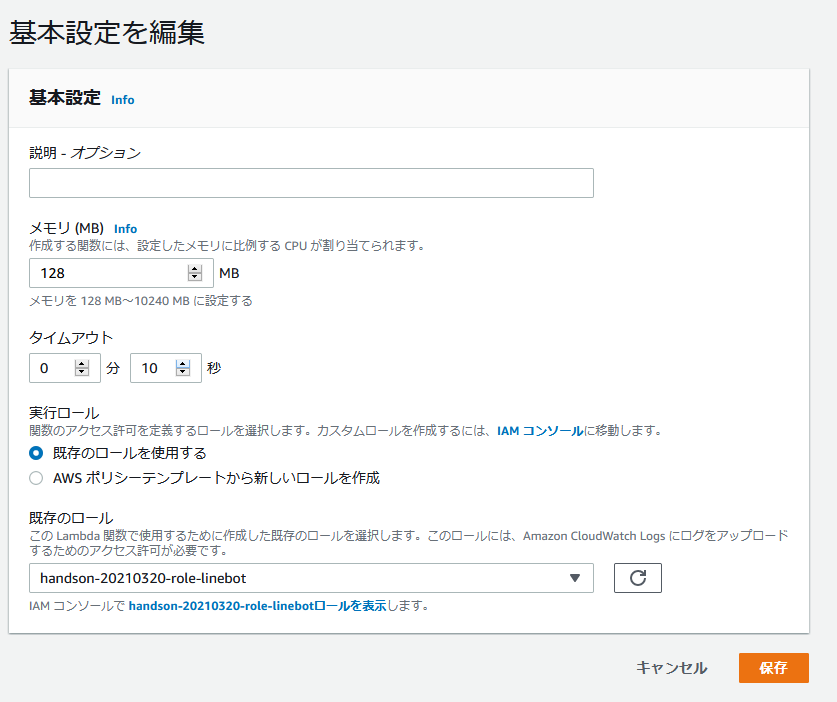 基本設定を編集
基本設定 Info
説明 - オプション
メモリ (MB) Info
作成する関数には、設定したメモリに比例する CPU が割り当てられます。
128 MB
メモリを 128 MB～10240 MB に設定する
タイムアウト
0 分 10 秒
実行ロール
関数のアクセス許可を定義するロールを選択します。カスタムロールを作成するには、IAM コンソールに移動します。
既存のロールを使用する
AWS ポリシーテンプレートから新しいロールを作成
既存のロール
この Lambda 関数で使用するために作成した既存のロールを選択します。このロールには、Amazon CloudWatch Logs にログをアップロード
するためのアクセス許可が必要です。
handson-20210320-role-linebot
IAM コンソールで handson-20210320-role-linebotロールを表示します。
キャンセル 保存